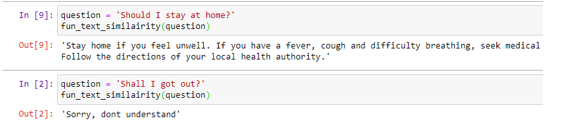 In [9]: question = 'Should I stay at home?'
fun_text_similairity(question)
Out[9]: 'Stay home if you feel unwell. If you have a fever, cough and difficulty breathing, seek medical
Follow the directions of your local health authority.'
In [2]: question = 'Shall I got out?'
fun_text_similairity(question)
Out[2]: 'Sorry, dont understand'